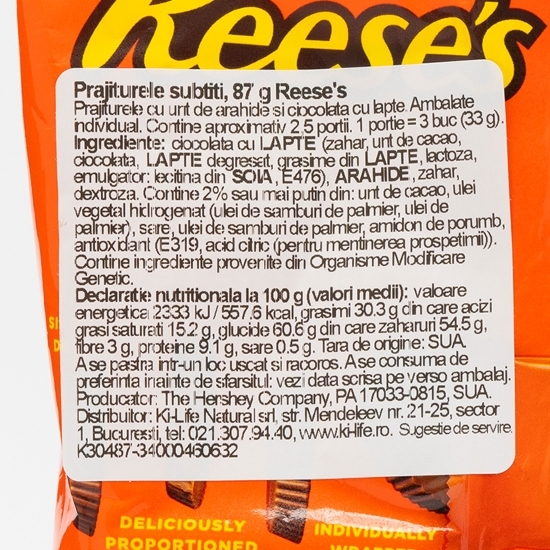 Reese's
Prajiturele subtiti, 87 g Reese's
Prajiturele cu unt de arahide si ciocolata cu lapte. Ambalate
individual. Contine aproximativ 2.5 portii. 1 portie = 3 buc (33 g).
Ingrediente: ciocolata cu LAPTE (zahar, unt de cacao,
ciocolata, LAPTE degresat, grasime din LAPTE, lactoza,
emulgator: lecitina din SOIA, E476), ARAHIDE, zahar,
dextroza. Contine 2% sau mai putin din: unt de cacao, ulei
vegetal hidrogenat (ulei de samburi de palmier, ulei de
palmier), sare, ulei de samburi de palmier, amidon de porumb,
antioxidant (E319, acid citric (pentru mentinerea prospetimii)).
Contine ingrediente provenite din Organisme Modificare
Genetic.
Declaratie nutritionala la 100 g (valori medii): valoare
energetica 2333 kJ / 557.6 kcal, grasimi 30.3 g din care acizi
grasi saturati 15.2 g, glucide 60.6 g din care zaharuri 54.5 g,
fibre 3 g, proteine 9.1 g, sare 0.5 g. Tara de origine: SUA.
A se pastra intr-un loc uscat si racoros. A se consuma de
preferinta inainte de sfarsitul: vezi data scrisa pe verso ambalaj.
Producator: The Hershey Company, PA 17033-0815, SUA.
Distribuitor: Ki-Life Natural srl, str. Mendeleev nr. 21-25, sector
1, Bucuresti, tel: 021.307.94.40, www.ki-life.ro. Sugestie de servire.
K30487-34000460632
DELICIOUSLY INDIVIDUALLY
PROPORTIONED